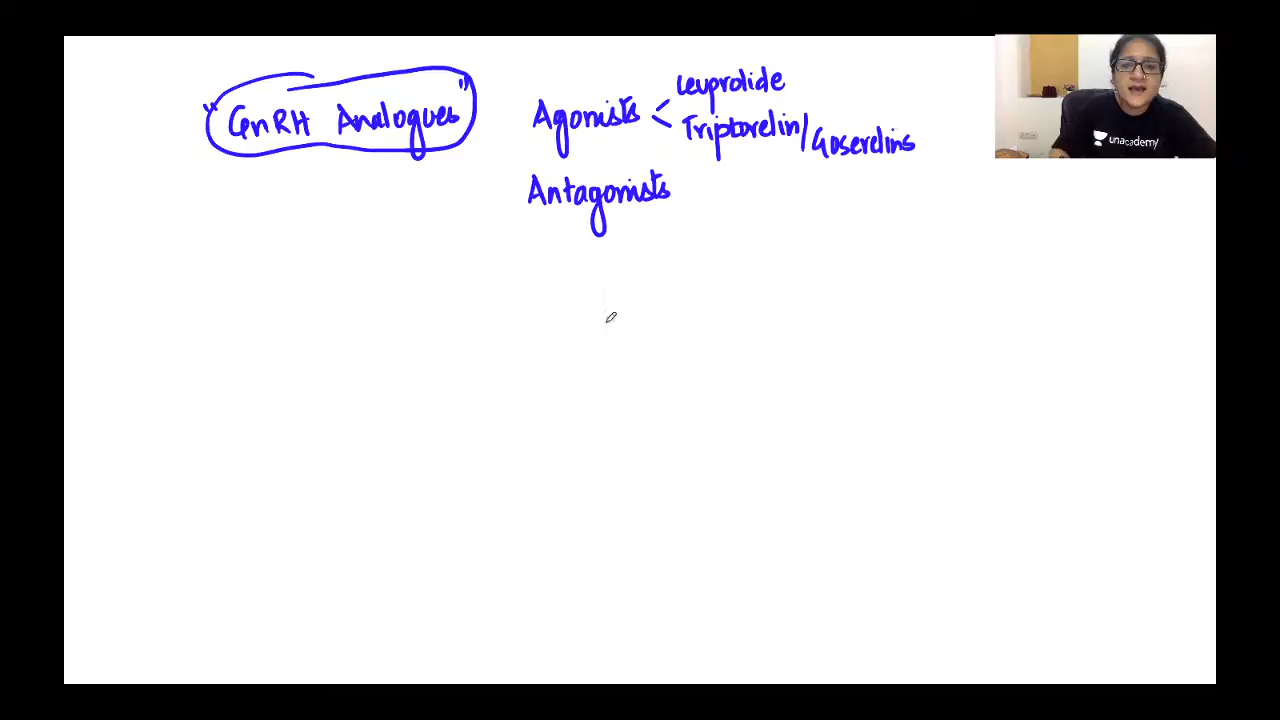 "GnRH Analogues"
Agonists < Leuprolide
Triptorelin/Goserelins
Antagonists
unacademy